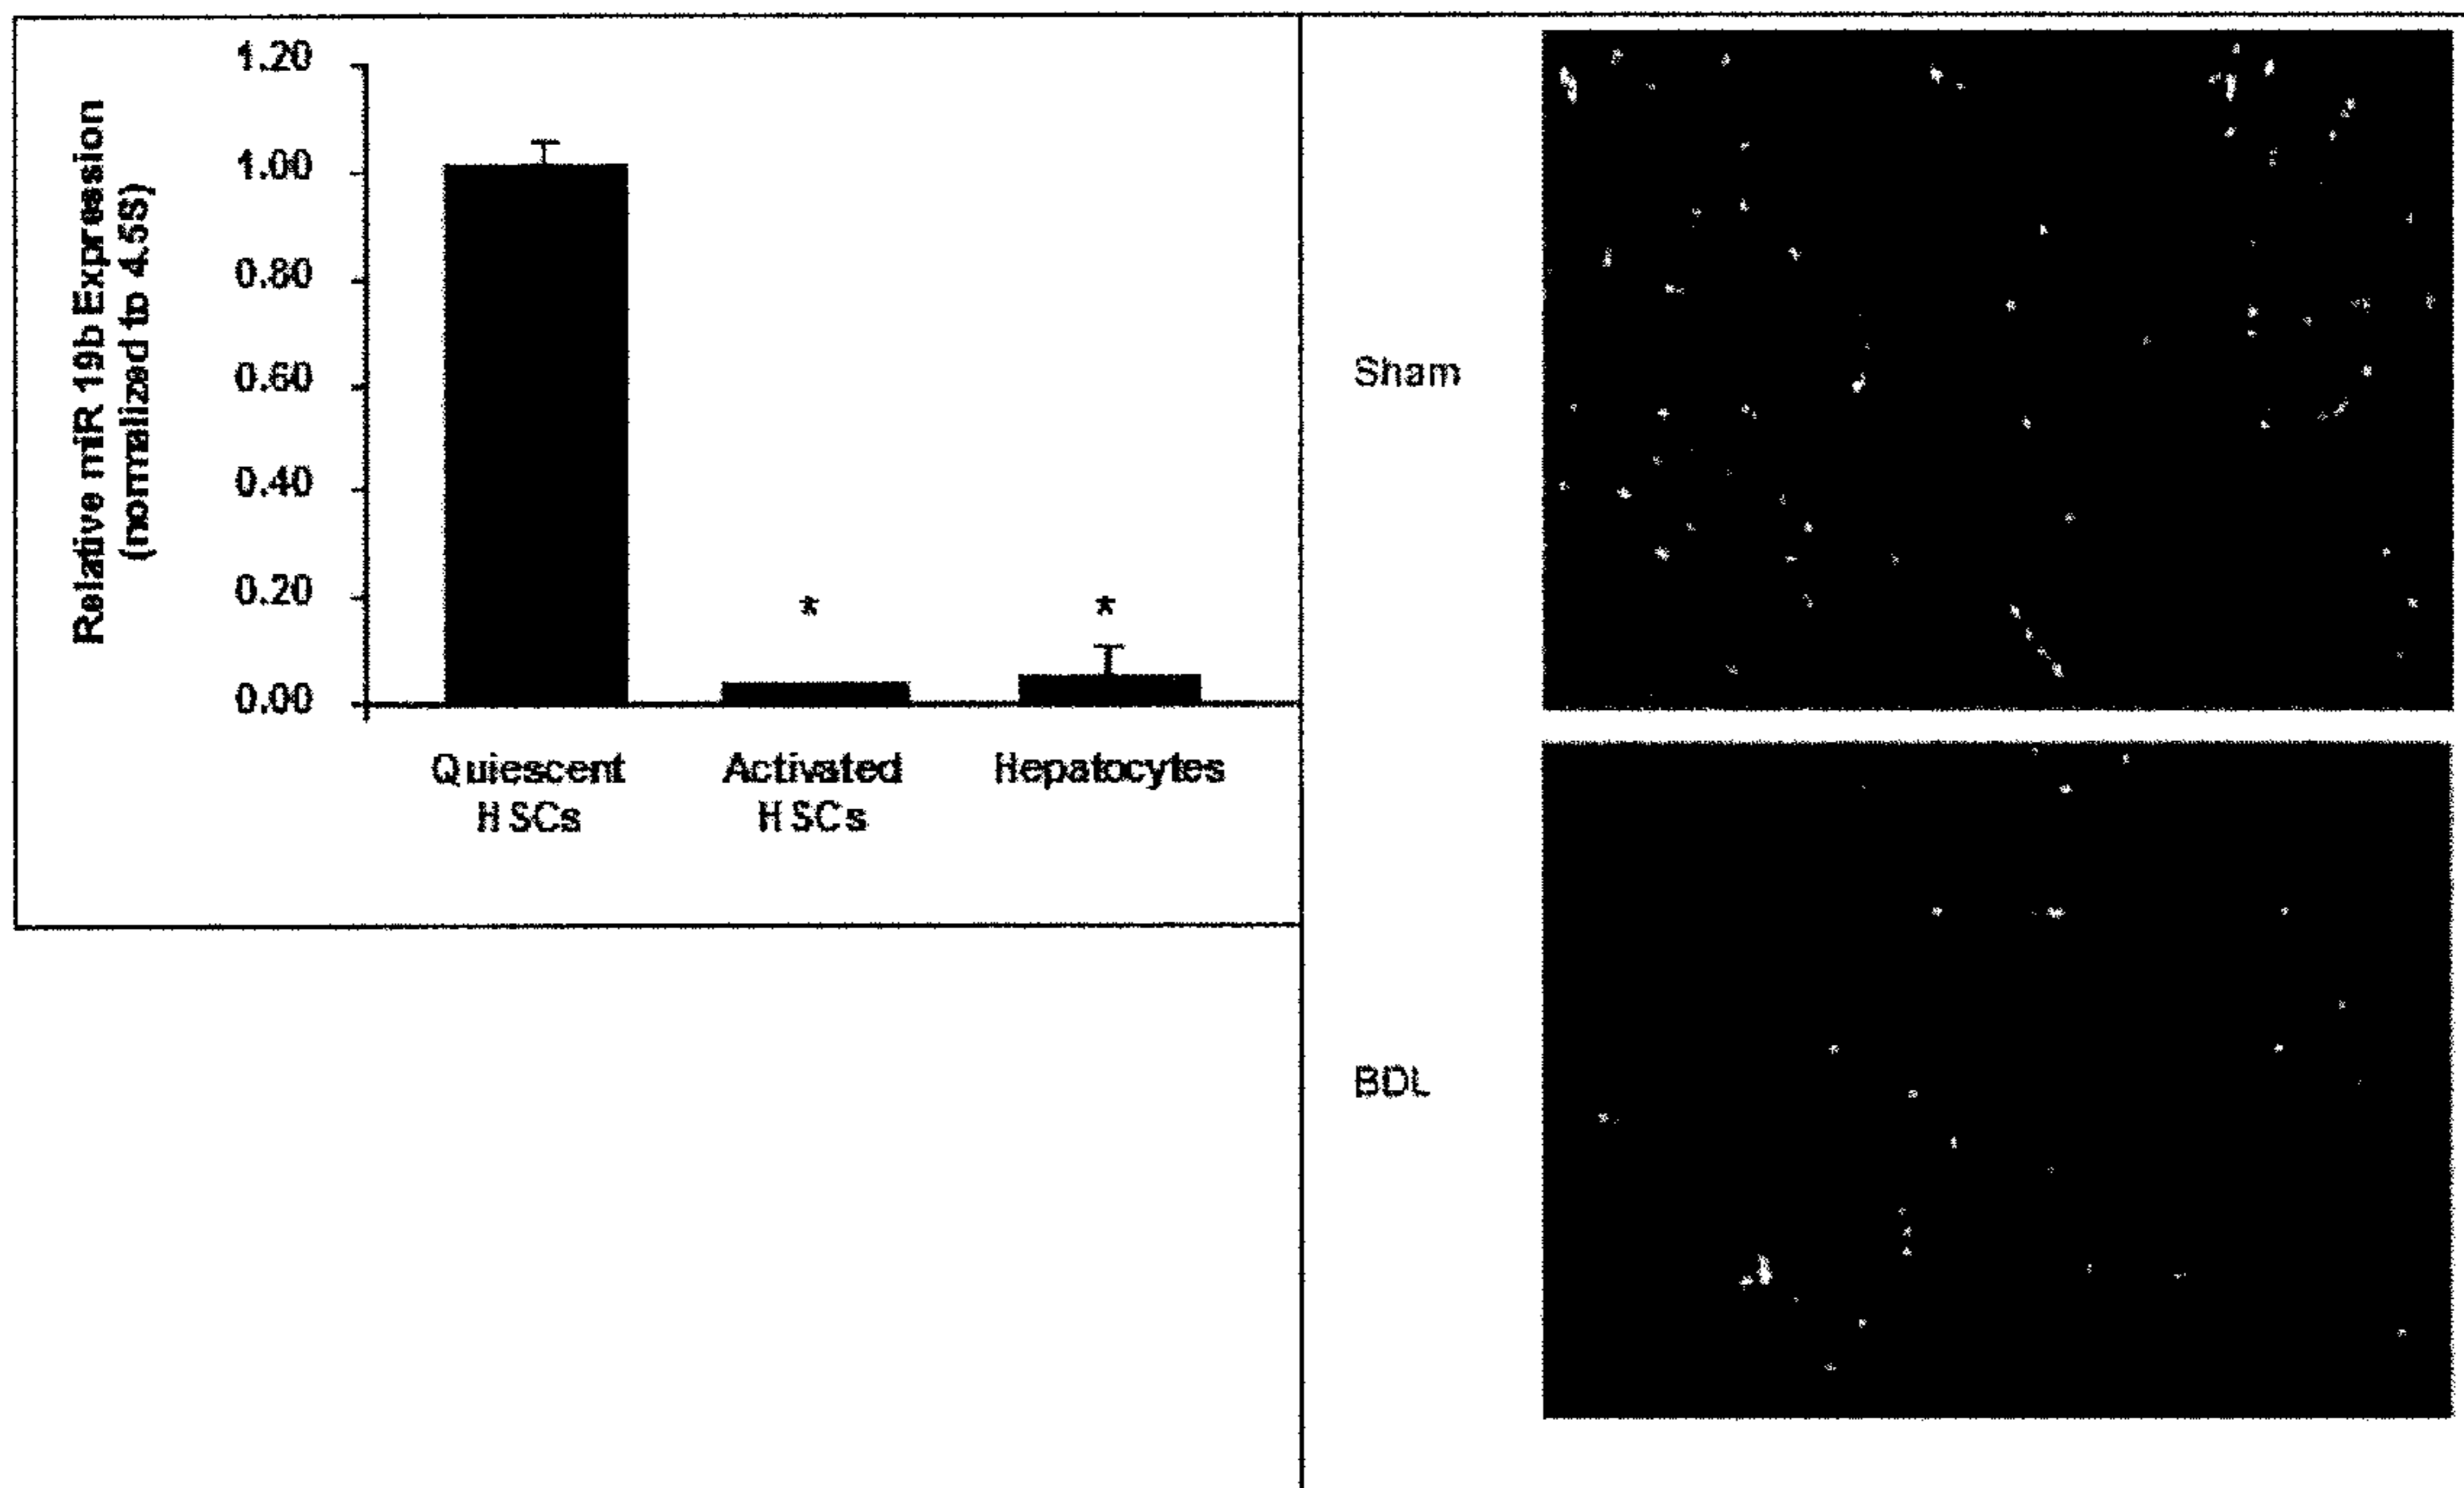 Relative miR 19b Expression
(normalized to 4.5S)
1.20
1.00
0.80
0.60
0.40
0.20
0.00
*
*
Quiescent
HSCs
Activated
HSCs
Hepatocytes
Sham
BDL